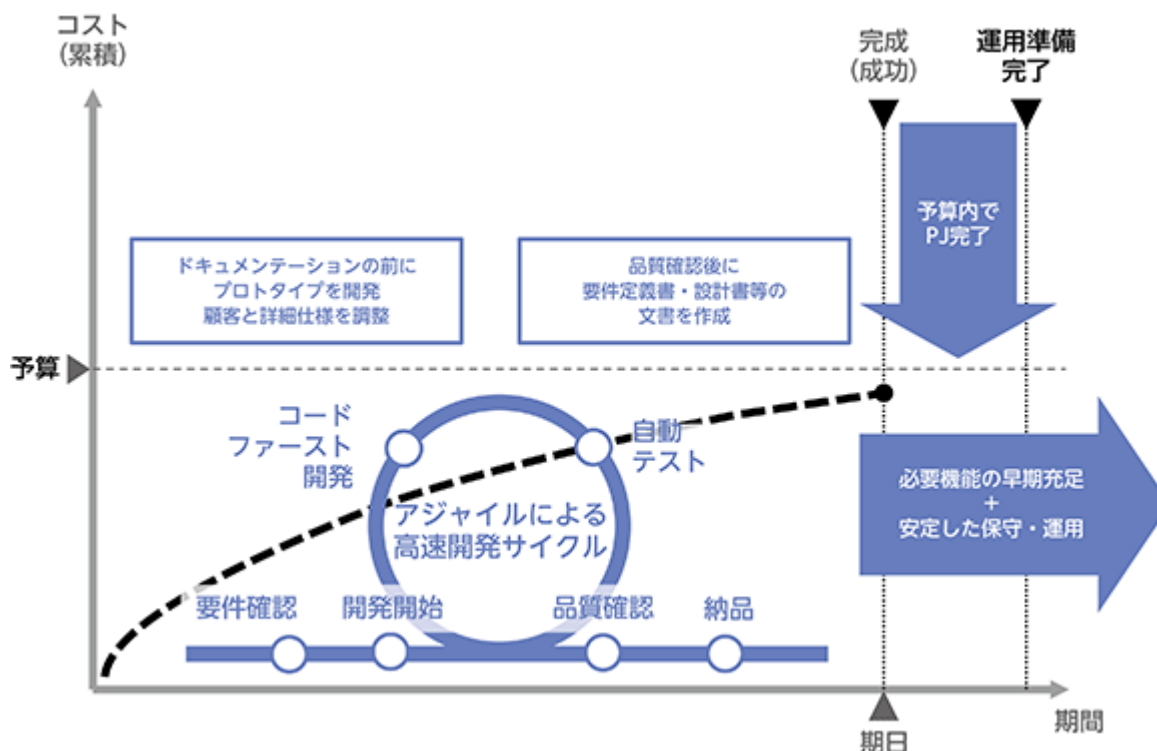 コスト
(累積)
完成
(成功)
運用準備
完了
予算内で
PJ完了
ドキュメンテーションの前に
プロトタイプを開発
顧客と詳細仕様を調整
品質確認後に
要件定義書・設計書等の
文書を作成
予算
コード
ファースト
開発
自動
テスト
アジャイルによる
高速開発サイクル
必要機能の早期充足
+
安定した保守・運用
要件確認
開発開始
品質確認
納品
期間
期日